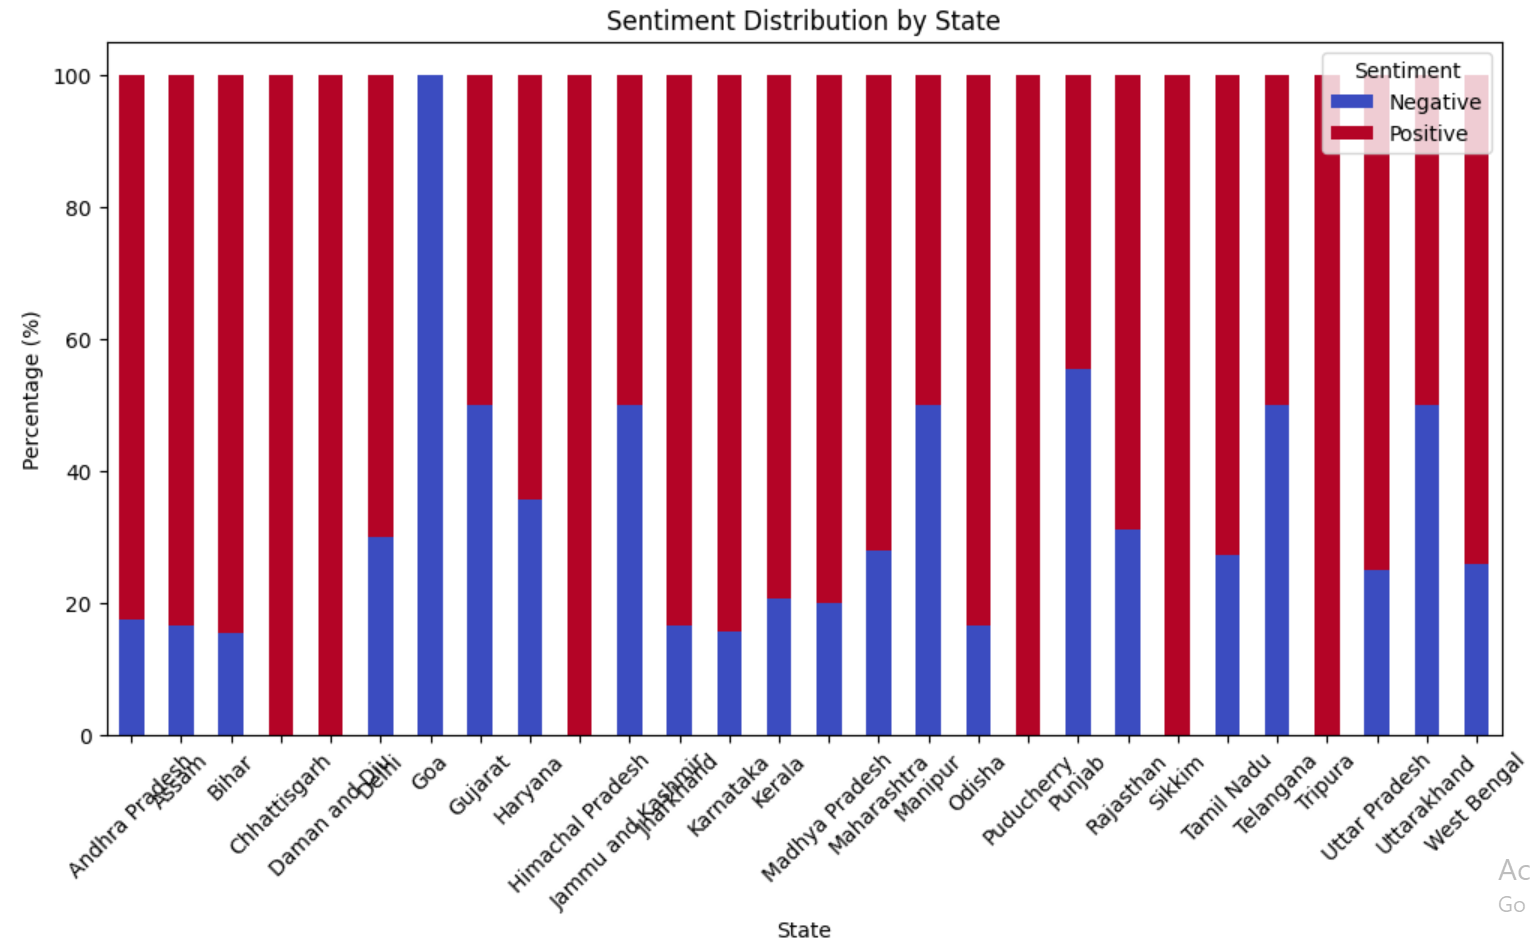 Sentiment Distribution by State
Sentiment
Negative
Positive
100
80
60
40
20
0
Percentage (%)
Andhra Pradesh
Assam
Bihar
Chhattisgarh
Daman and Diu
Delhi
Goa
Gujarat
Haryana
Himachal Pradesh
Jammu and Kashmir
Jharkhand
Karnataka
Kerala
Madhya Pradesh
Maharashtra
Manipur
Odisha
Puducherry
Punjab
Rajasthan
Sikkim
Tamil Nadu
Telangana
Tripura
Uttar Pradesh
Uttarakhand
West Bengal
State
Ac
Go